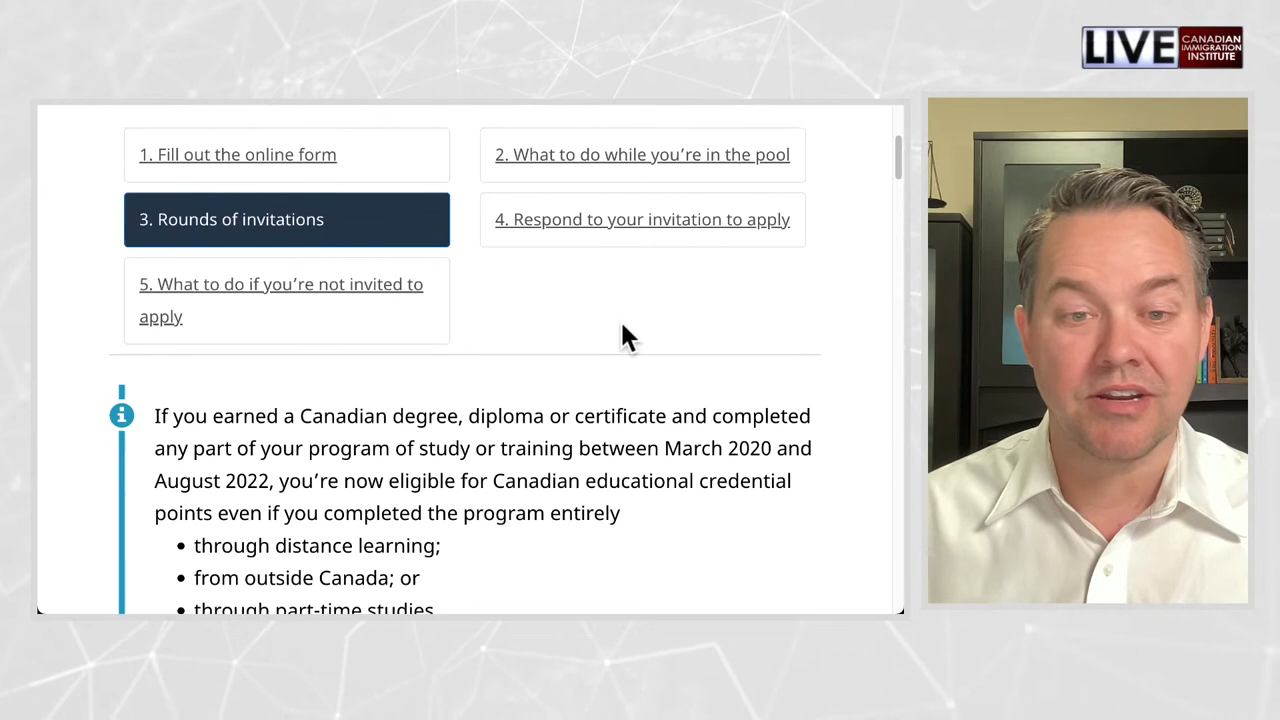 LIVE
CANADIAN
IMMIGRATION
INSTITUTE
1. Fill out the online form
2. What to do while you’re in the pool
3. Rounds of invitations
4. Respond to your invitation to apply
5. What to do if you’re not invited to
apply
If you earned a Canadian degree, diploma or certificate and completed
any part of your program of study or training between March 2020 and
August 2022, you’re now eligible for Canadian educational credential
points even if you completed the program entirely
• through distance learning;
• from outside Canada; or
• through part-time studies